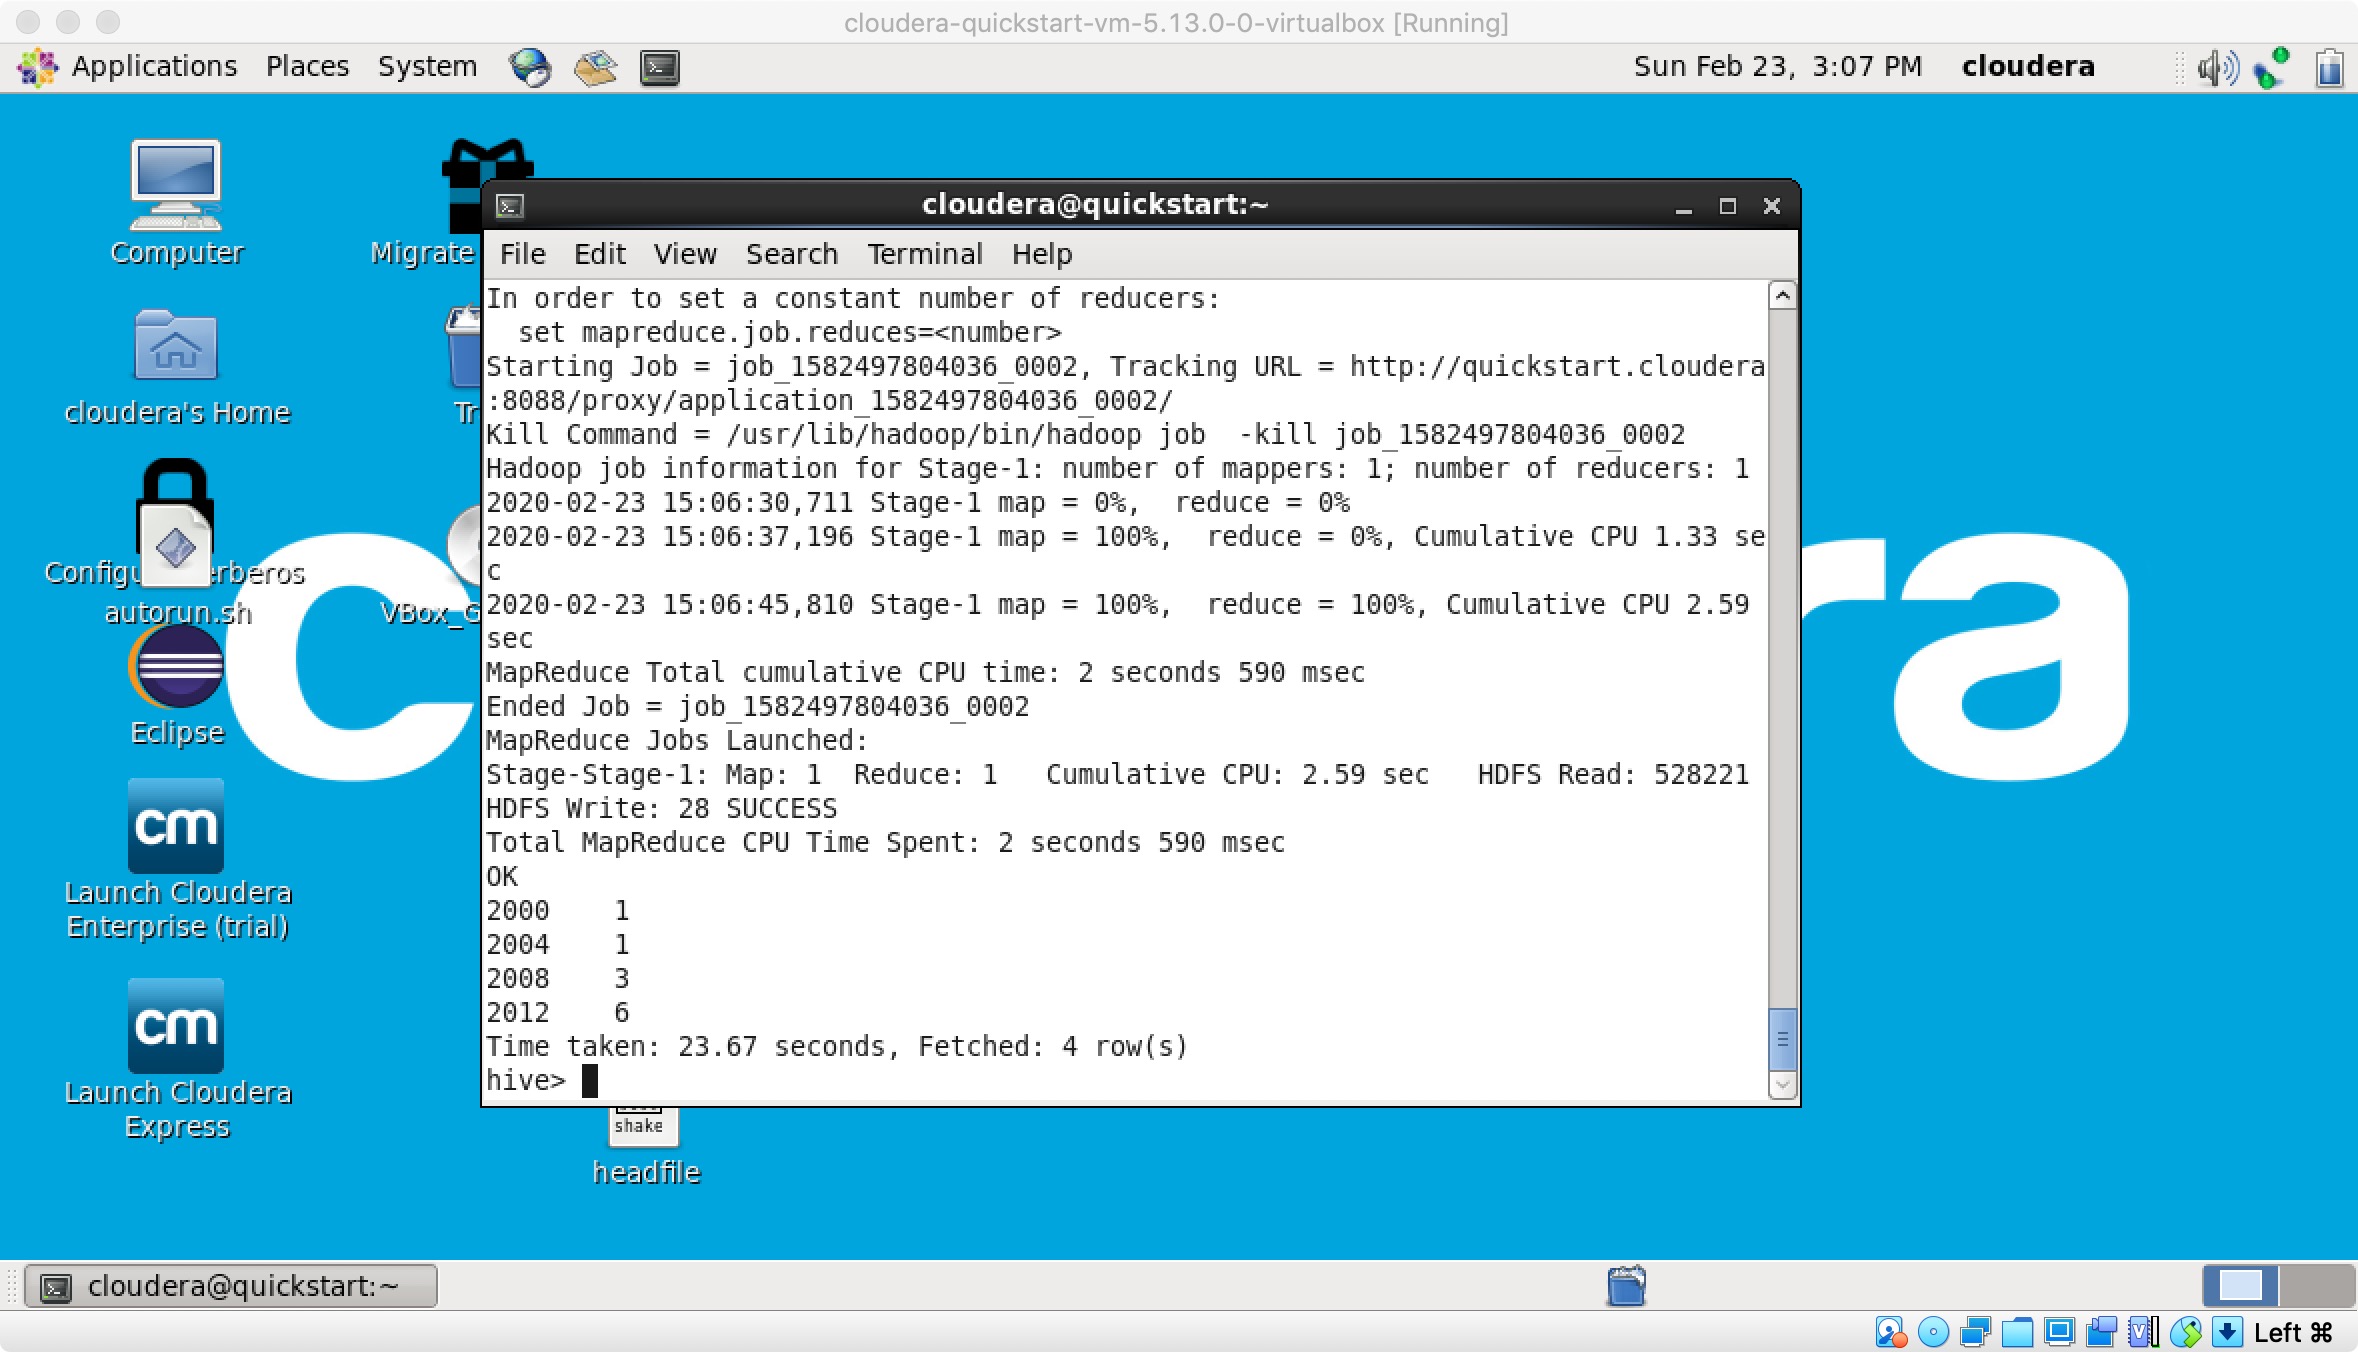 cloudera-quickstart-vm-5.13.0-0-virtualbox [Running]
Applications Places System
Sun Feb 23, 3:07 PM cloudera
Computer
Migrate
cloudera's Home
Tr
Configu erberos
autorun.sh
VBox_G
Eclipse
cm
Launch Cloudera
Enterprise (trial)
cm
Launch Cloudera
Express
c
ra
cloudera@quickstart:~
File Edit View Search Terminal Help
In order to set a constant number of reducers:
  set mapreduce.job.reduces=<number>
Starting Job = job_1582497804036_0002, Tracking URL = http://quickstart.cloudera
:8088/proxy/application_1582497804036_0002/
Kill Command = /usr/lib/hadoop/bin/hadoop job  -kill job_1582497804036_0002
Hadoop job information for Stage-1: number of mappers: 1; number of reducers: 1
2020-02-23 15:06:30,711 Stage-1 map = 0%,  reduce = 0%
2020-02-23 15:06:37,196 Stage-1 map = 100%,  reduce = 0%, Cumulative CPU 1.33 se
c
2020-02-23 15:06:45,810 Stage-1 map = 100%,  reduce = 100%, Cumulative CPU 2.59
sec
MapReduce Total cumulative CPU time: 2 seconds 590 msec
Ended Job = job_1582497804036_0002
MapReduce Jobs Launched:
Stage-Stage-1: Map: 1  Reduce: 1   Cumulative CPU: 2.59 sec   HDFS Read: 528221
HDFS Write: 28 SUCCESS
Total MapReduce CPU Time Spent: 2 seconds 590 msec
OK
2000    1
2004    1
2008    3
2012    6
Time taken: 23.67 seconds, Fetched: 4 row(s)
hive>
shake
headfile
cloudera@quickstart:~
Left ⌘